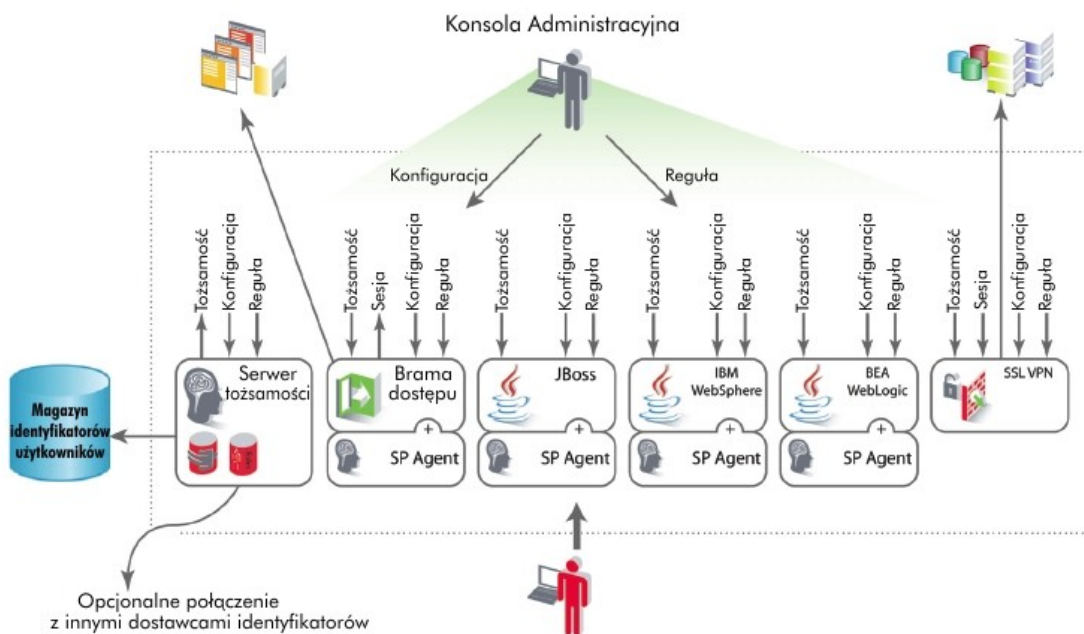 Konsola Administracyjna
Konfiguracja
Reguła
Tożsamość
Konfiguracja
Reguła
Tożsamość
Sesja
Konfiguracja
Reguła
Tożsamość
Konfiguracja
Reguła
Tożsamość
Konfiguracja
Reguła
Tożsamość
Konfiguracja
Reguła
Tożsamość
Sesja
Konfiguracja
Reguła
Magazyn
identyfikatorów
użytkowników
Serwer
tożsamości
Brama
dostępu
+
SP Agent
JBoss
+
SP Agent
IBM
WebSphere
+
SP Agent
BEA
WebLogic
+
SP Agent
SSL VPN
Opcjonalne połączenie
z innymi dostawcami identyfikatorów